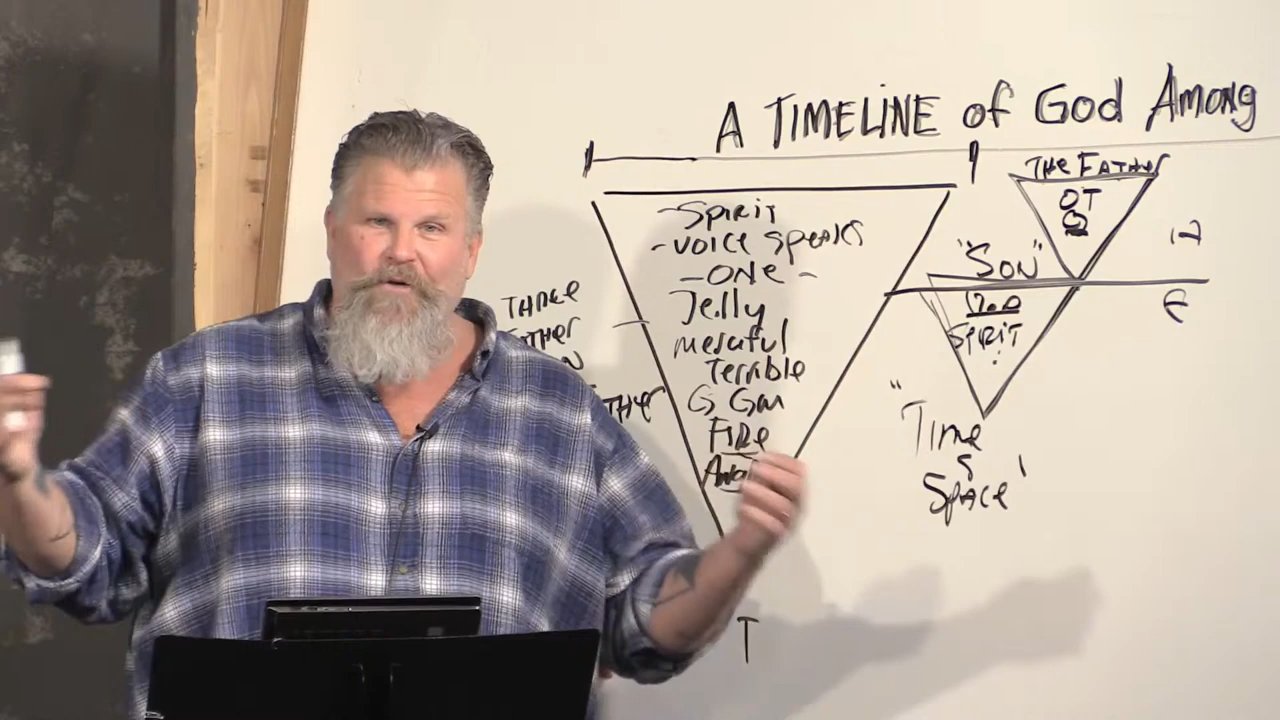 A TIMELINE of God Among
-Spirit
-voice speaks
-ONE-
Jelly
merciful
Terrible
FIRE
THREE
THE FATHER
OT
"SON"
SPIRIT
"Time
&
Space"
T